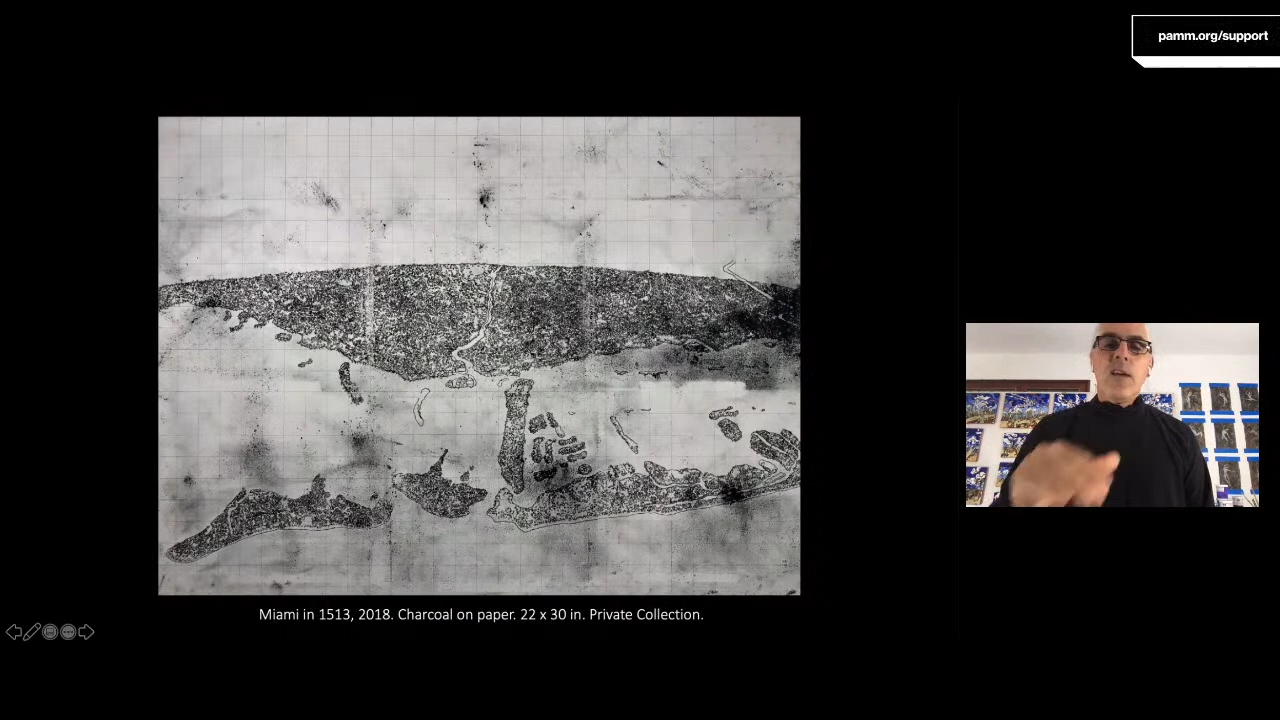 pamm.org/support
Miami in 1513, 2018. Charcoal on paper. 22 x 30 in. Private Collection.